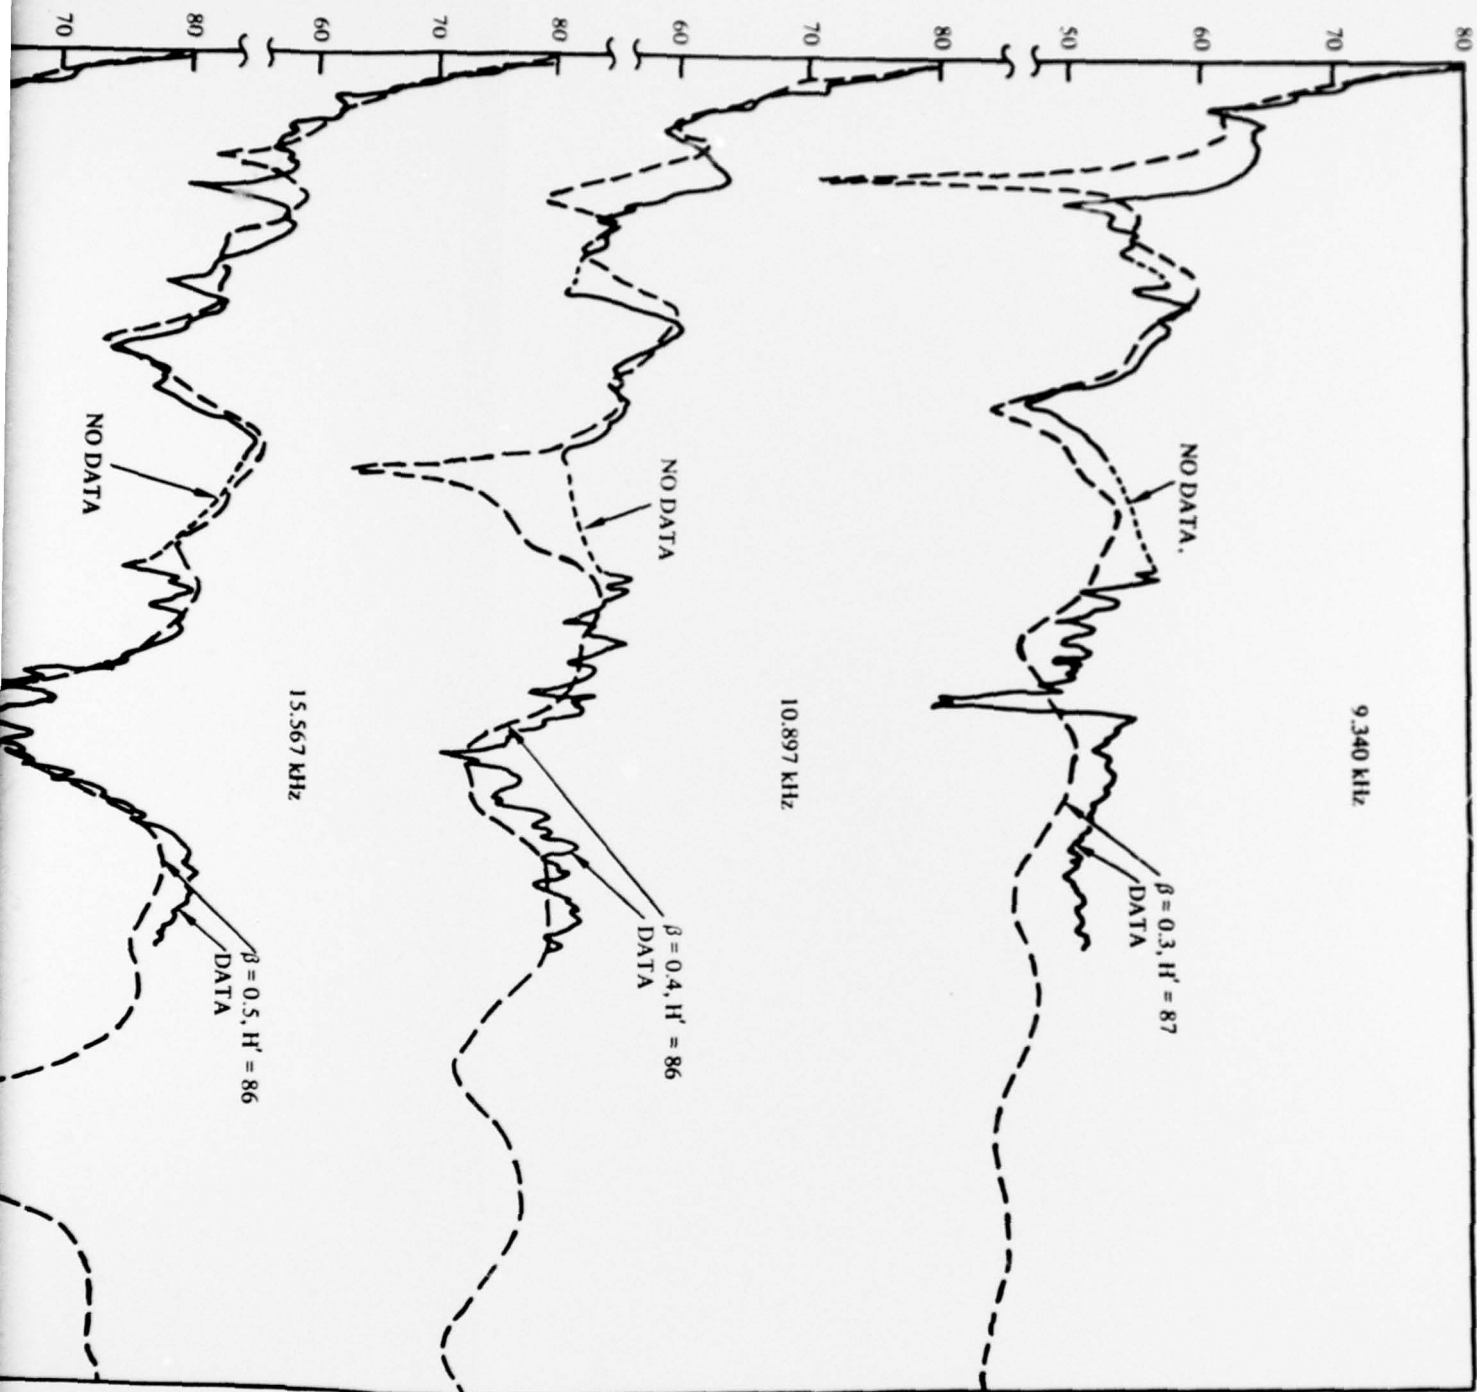 80
70
60
50
9.340 kHz
NO DATA.
β = 0.3, H' = 87
DATA
80
70
60
10.897 kHz
NO DATA
β = 0.4, H' = 86
DATA
80
70
60
15.567 kHz
NO DATA
β = 0.5, H' = 86
DATA
80
70